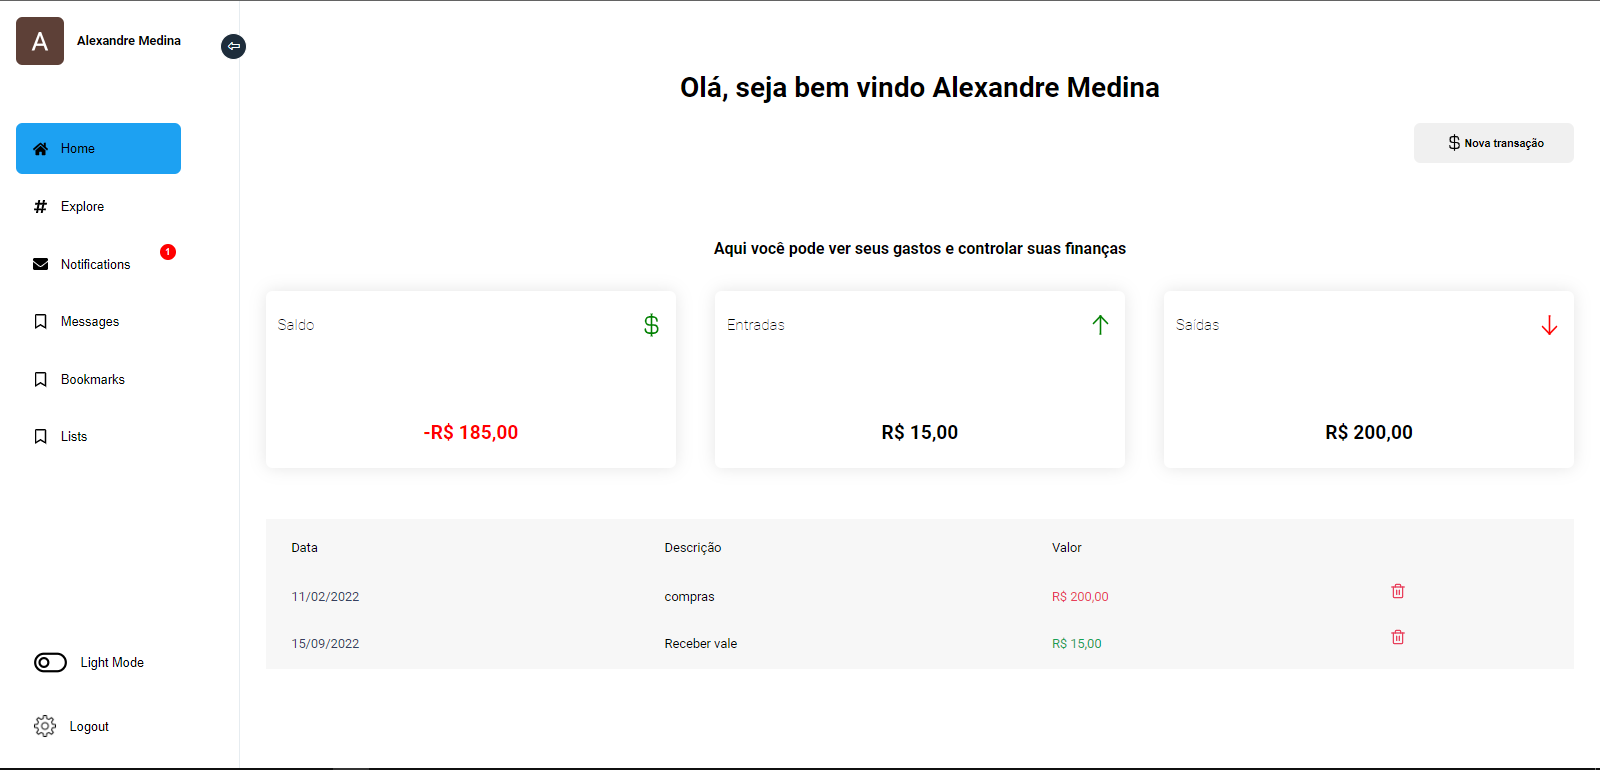 A
Alexandre Medina
Home
Explore
Notifications
1
Messages
Bookmarks
Lists
Light Mode
Logout
Olá, seja bem vindo Alexandre Medina
$ Nova transação
Aqui você pode ver seus gastos e controlar suas finanças
Saldo $
-R$ 185,00
Entradas
R$ 15,00
Saídas
R$ 200,00
Data Descrição Valor
11/02/2022 compras R$ 200,00
15/09/2022 Receber vale R$ 15,00